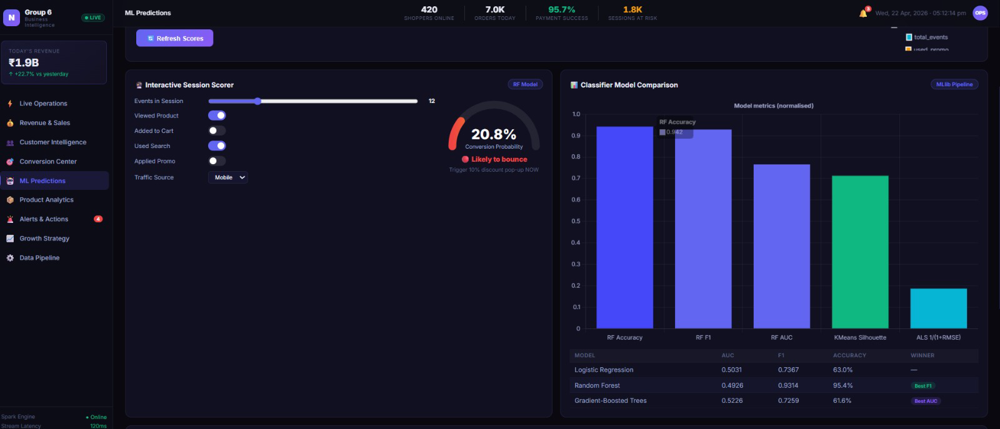 N
Group 6
Business
Intelligence
LIVE
ML Predictions
420
SHOPPERS ONLINE
7.0K
ORDERS TODAY
95.7%
PAYMENT SUCCESS
1.8K
SESSIONS AT RISK
3
Wed, 22 Apr, 2026 · 05:12:14 pm
OPS
TODAY'S REVENUE
₹1.9B
↑ +22.7% vs yesterday
Live Operations
Revenue & Sales
Customer Intelligence
Conversion Center
ML Predictions
Product Analytics
Alerts & Actions
4
Growth Strategy
Data Pipeline
Spark Engine
Online
Stream Latency
120ms
Refresh Scores
total_events
used_promo
Interactive Session Scorer
RF Model
Events in Session
12
Viewed Product
Added to Cart
Used Search
Applied Promo
Traffic Source
Mobile
20.8%
Conversion Probability
Likely to bounce
Trigger 10% discount pop-up NOW
Classifier Model Comparison
MLlib Pipeline
Model metrics (normalised)
1.0
0.9
0.8
0.7
0.6
0.5
0.4
0.3
0.2
0.1
0
RF Accuracy
0.942
RF Accuracy
RF F1
RF AUC
KMeans Silhouette
ALS 1/(1+RMSE)
MODEL AUC F1 ACCURACY WINNER
Logistic Regression 0.5031 0.7367 63.0% —
Random Forest 0.4926 0.9314 95.4% Best F1
Gradient-Boosted Trees 0.5226 0.7259 61.6% Best AUC